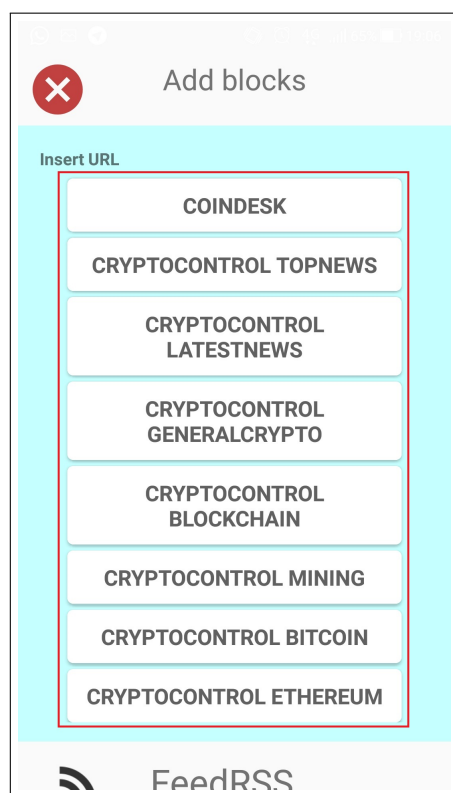 Add blocks
Insert URL
COINDESK
CRYPTOCONTROL TOPNEWS
CRYPTOCONTROL
LATESTNEWS
CRYPTOCONTROL
GENERALCRYPTO
CRYPTOCONTROL
BLOCKCHAIN
CRYPTOCONTROL MINING
CRYPTOCONTROL BITCOIN
CRYPTOCONTROL ETHEREUM
FeedRSS